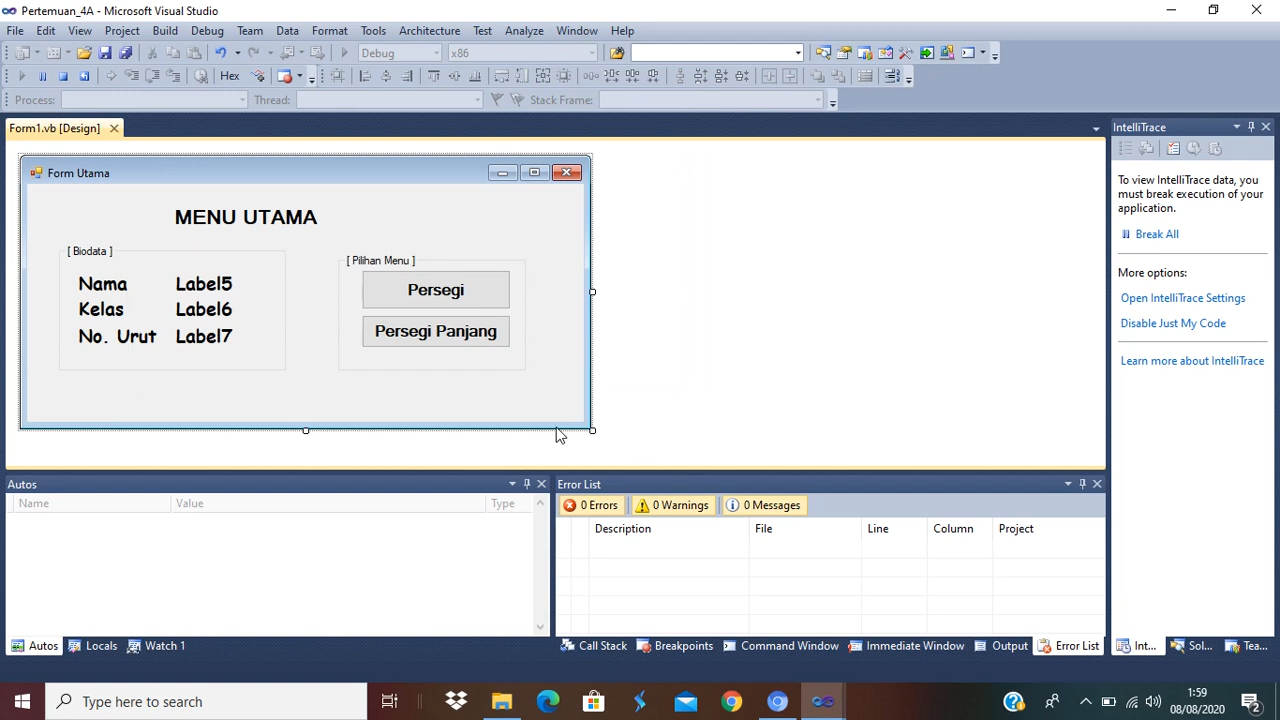 Pertemuan_4A - Microsoft Visual Studio
File Edit View Project Build Debug Team Data Format Tools Architecture Test Analyze Window Help
Debug x86
Hex
Process: Thread: Stack Frame:
Form1.vb [Design]
Form Utama
MENU UTAMA
[ Biodata ]
Nama Label5
Kelas Label6
No. Urut Label7
[ Pilihan Menu ]
Persegi
Persegi Panjang
IntelliTrace
To view IntelliTrace data, you
must break execution of your
application.
Break All
More options:
Open IntelliTrace Settings
Disable Just My Code
Learn more about IntelliTrace
Autos
Name Value Type
Error List
0 Errors 0 Warnings 0 Messages
Description File Line Column Project
Autos Locals Watch 1
Call Stack Breakpoints Command Window Immediate Window Output Error List
Int... Sol... Tea...
Type here to search
1:59
08/08/2020
2